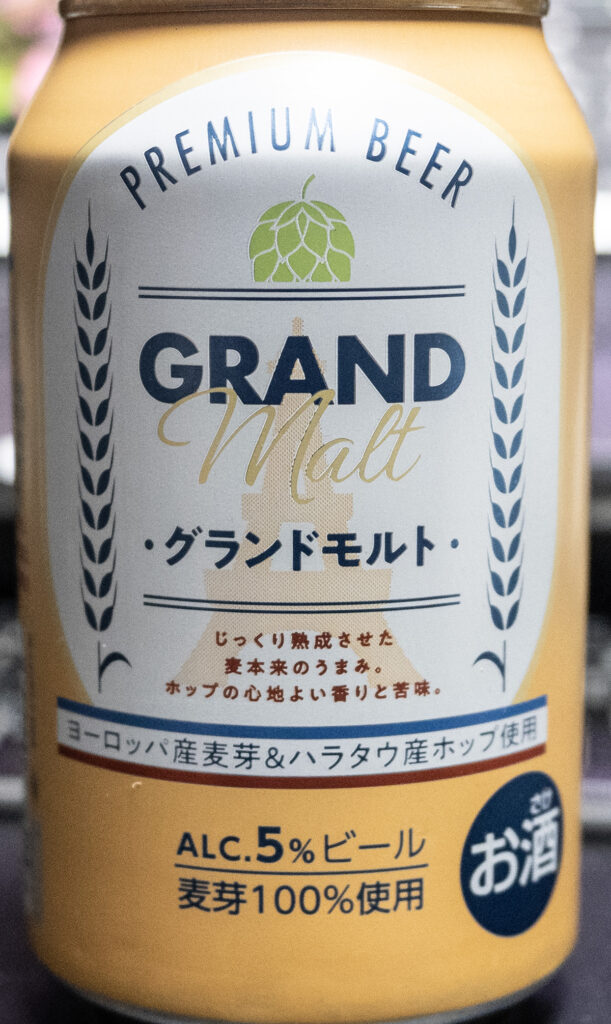 PREMIUM BEER
GRAND
Malt
・グランドモルト・
じっくり熟成させた
麦本来のうまみ。
ホップの心地よい香りと苦味。
ヨーロッパ産麦芽&ハラタウ産ホップ使用
ALC.5%ビール
麦芽100%使用
さけ
お酒